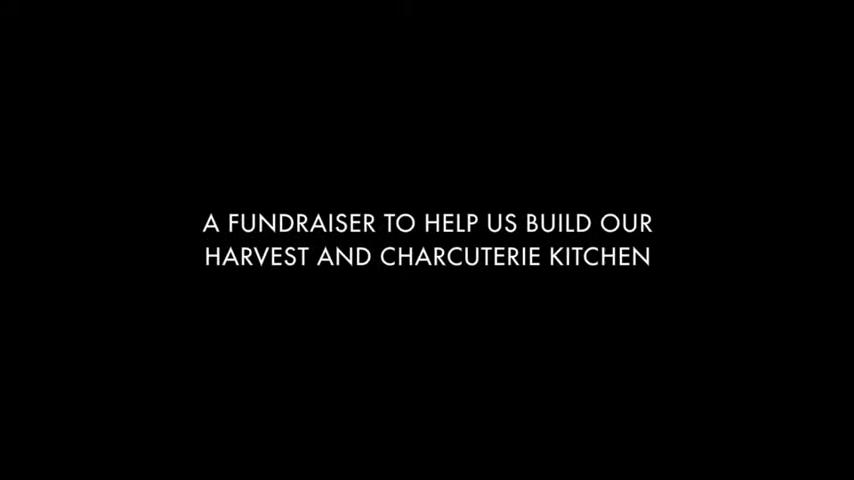 A FUNDRAISER TO HELP US BUILD OUR
HARVEST AND CHARCUTERIE KITCHEN